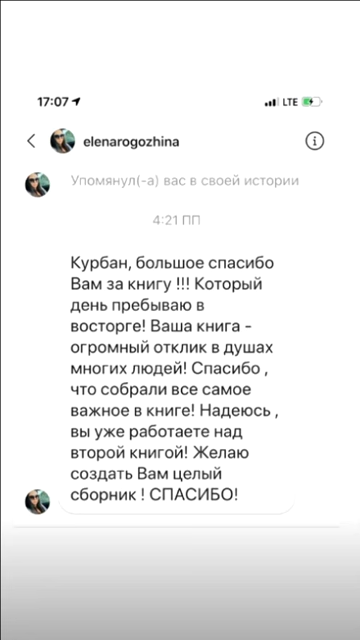 17:07
LTE
elenarogozhina
Упомянул(-а) вас в своей истории
4:21 ПП
Курбан, большое спасибо
Вам за книгу !!! Который
день пребываю в
восторге! Ваша книга -
огромный отклик в душах
многих людей! Спасибо ,
что собрали все самое
важное в книге! Надеюсь ,
вы уже работаете над
второй книгой! Желаю
создать Вам целый
сборник ! СПАСИБО!